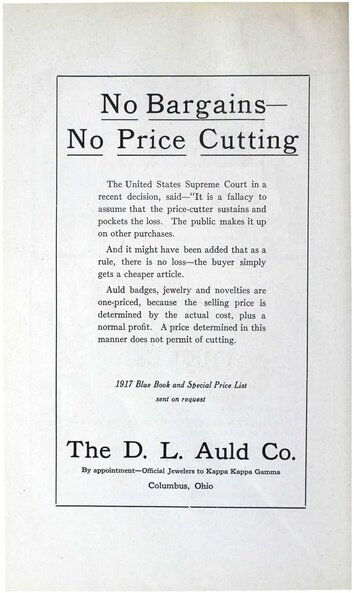 No Bargains—
No Price Cutting
The United States Supreme Court in a
recent decision, said—"It is a fallacy to
assume that the price-cutter sustains and
pockets the loss. The public makes it up
on other purchases.
And it might have been added that as a
rule, there is no loss—the buyer simply
gets a cheaper article.
Auld badges, jewelry and novelties are
one-priced, because the selling price is
determined by the actual cost, plus a
normal profit. A price determined in this
manner does not permit of cutting.
1917 Blue Book and Special Price List
sent on request
The D. L. Auld Co.
By appointment—Official Jewelers to Kappa Kappa Gamma
Columbus, Ohio